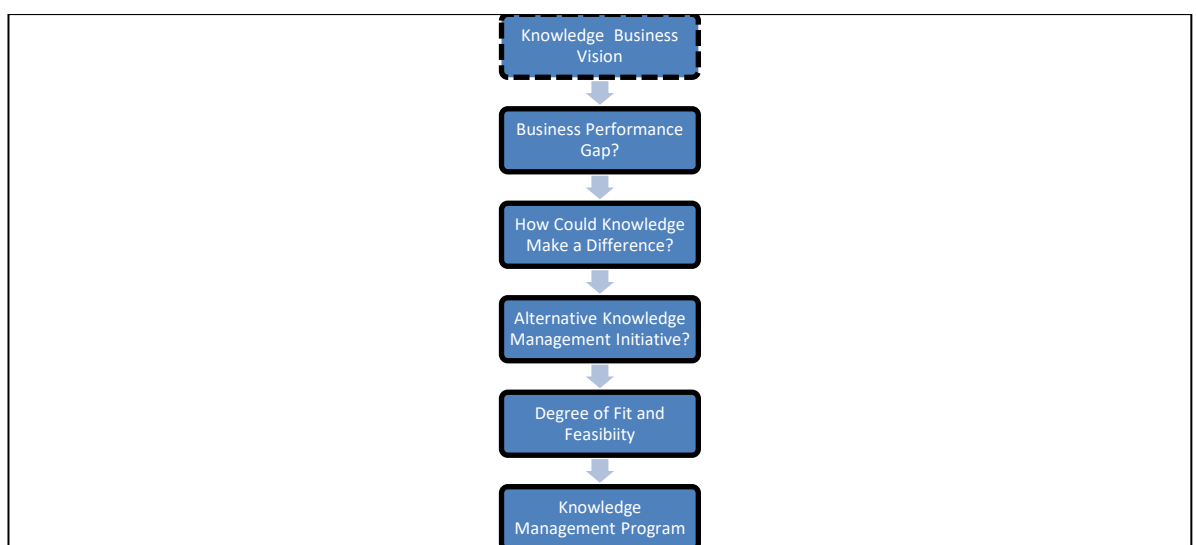 Knowledge Business
Vision
Business Performance
Gap?
How Could Knowledge
Make a Difference?
Alternative Knowledge
Management Initiative?
Degree of Fit and
Feasibiity
Knowledge
Management Program